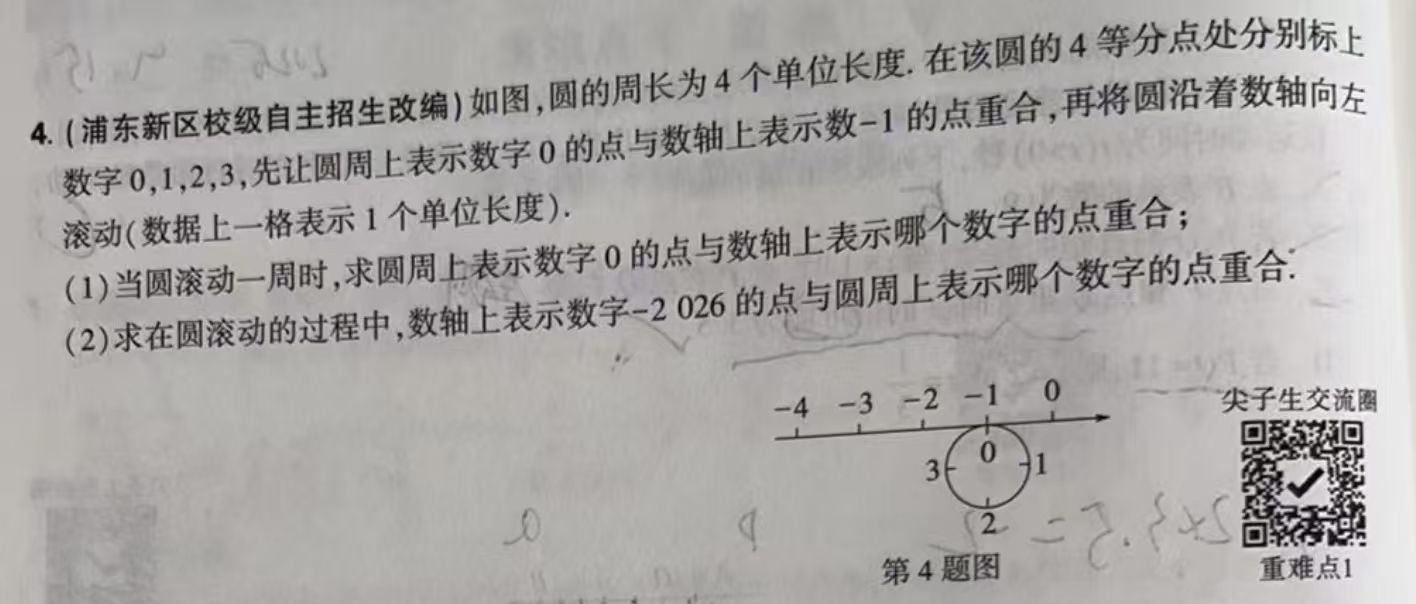 4.(浦东新区校级自主招生改编)如图,圆的周长为4个单位长度.在该圆的4等分点处分别标上
数字0,1,2,3,先让圆周上表示数字0的点与数轴上表示数-1的点重合,再将圆沿着数轴向左
滚动(数据上一格表示1个单位长度).
(1)当圆滚动一周时,求圆周上表示数字0的点与数轴上表示哪个数字的点重合;
(2)求在圆滚动的过程中,数轴上表示数字-2 026的点与圆周上表示哪个数字的点重合.
-4 -3 -2 -1 0
3 0 1
2
第4题图
尖子生交流圈
重难点1